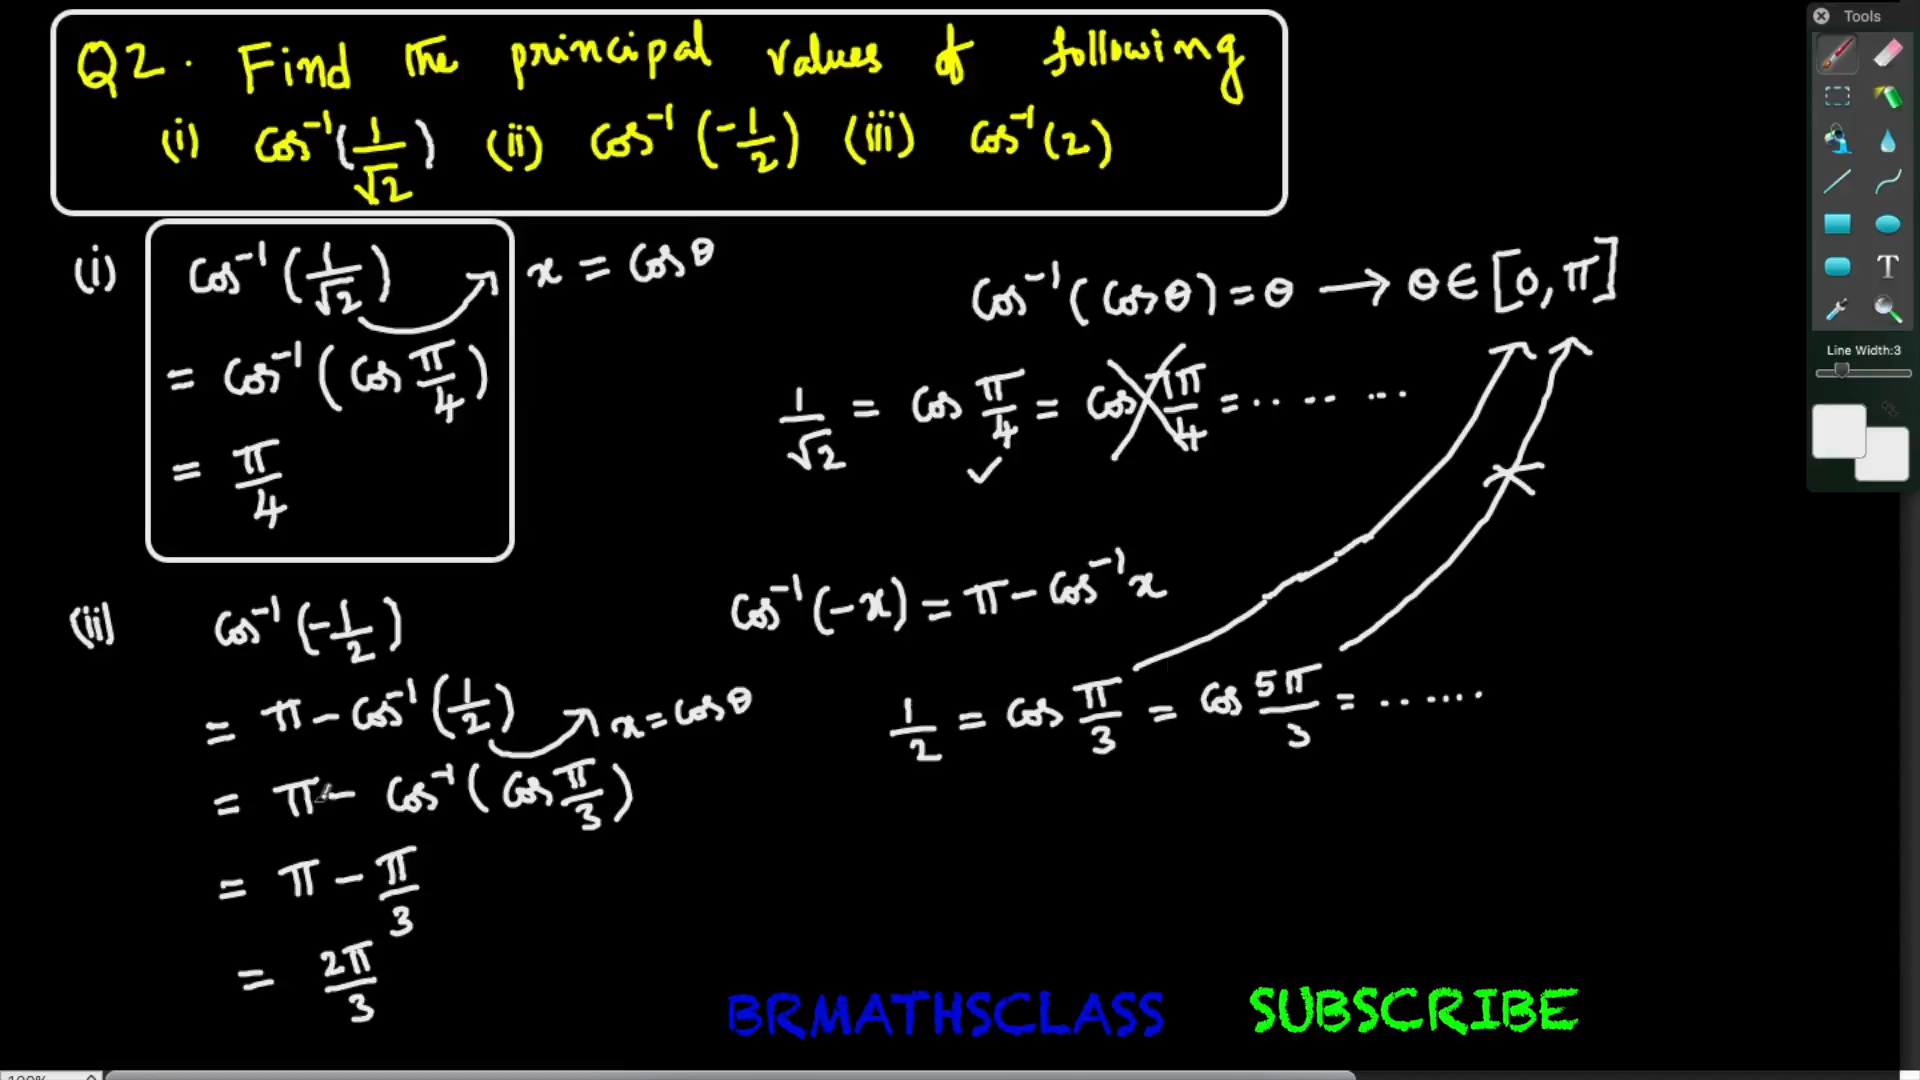 Q2. Find the principal values of following
(i) Cos⁻¹(1/√2) (ii) Cos⁻¹(-1/2) (iii) Cos⁻¹(2)
(i) Cos⁻¹(1/√2) x = Cosθ
= Cos⁻¹(Cos π/4)
= π/4
Cos⁻¹(Cosθ) = θ → θ ∈ [0, π]
1/√2 = Cos π/4 = Cos 7π/4 = ........
(ii) Cos⁻¹(-1/2)
= π - Cos⁻¹(1/2) x = Cosθ
= π - Cos⁻¹(Cos π/3)
= π - π/3
= 2π/3
Cos⁻¹(-x) = π - Cos⁻¹x
1/2 = Cos π/3 = Cos 5π/3 = .......
BRMATHSCLASS SUBSCRIBE
Tools
T
Line Width:3